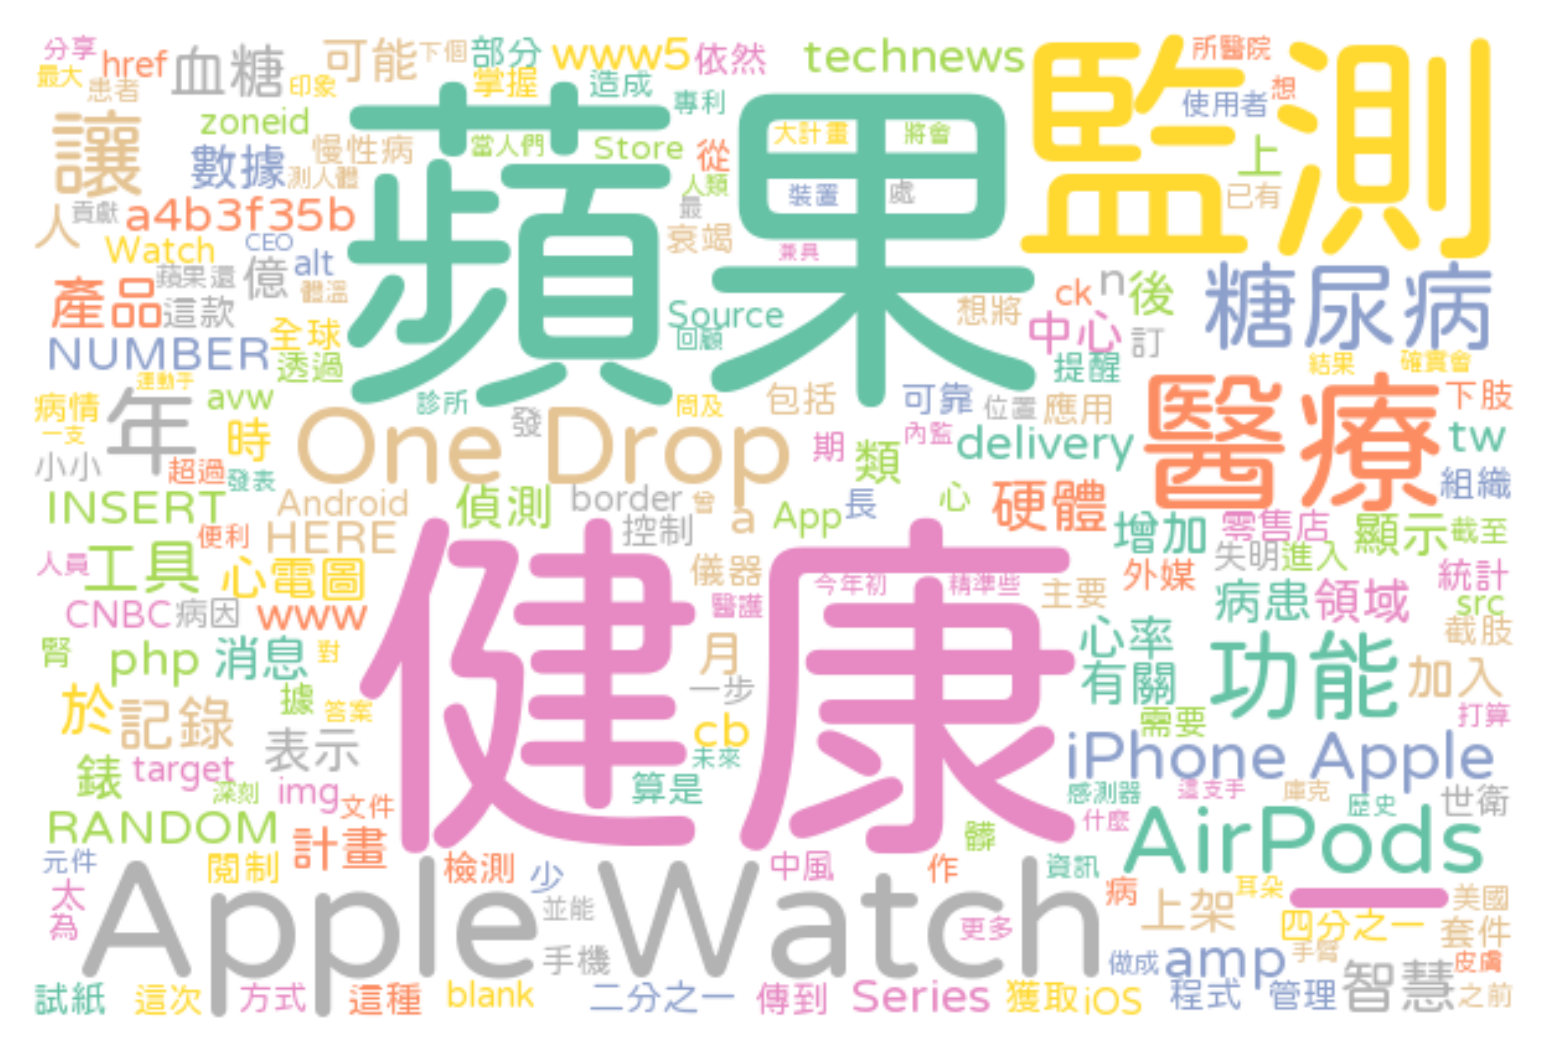 分享 href 血糖 可能 下個 部分 www5 依然 technews 監測 所醫院
最大 患者 印象 掌握 造成 專利 使用者 想
讓 zoneid 慢性病 蘋果 當人們 Store 從 大計畫 將會 上
數據 測人體 人類 裝置 處 已有
人 貢獻 a4b3f35b 最 衰竭 兼具
Watch CEO alt
蘋果還 億 體溫 糖尿病
產品 這款 Source 想將 ck n 後
NUMBER 全球 回顧 中心 訂
透過 提醒 結果 確實會
運動手 醫療 下肢
病情 年 avw 診所 問及 包括 可靠 位置 應用
一支 時 One Drop 發 期 內監 delivery tw
小小 超過 發表 類 組織
INSERT Android 偵測 border 曾 a App 長 心 硬體
便利 HERE 控制 增加 零售店 顯示 截至
人員 工具 心電圖 健康 儀器 今年初 精準些 主要 外媒 失明 進入 統計
CNBC 病因 www 醫護 病患 領域 src
腎 php 消息 對 月 心率 截肢
據 一步 有關 功能 加入
於 記錄 答案 需要 打算
表示 cb
錶 target 未來 iPhone Apple
深刻 img 文件 算是 感測器 這支手 庫克 歷史 世衛
RANDOM 計畫 髒 什麼 AirPods
元件 閱制 檢測 少 中風 作 資訊 病 耳朵
太 Apple Watch 並能 上架 美國
為 更多 四分之一 套件
手機 做成 amp 手臂 皮膚
試紙 這次 方式 這種 blank 二分之一 傳到 Series 獲取 iOS 程式 管理 智慧 之前